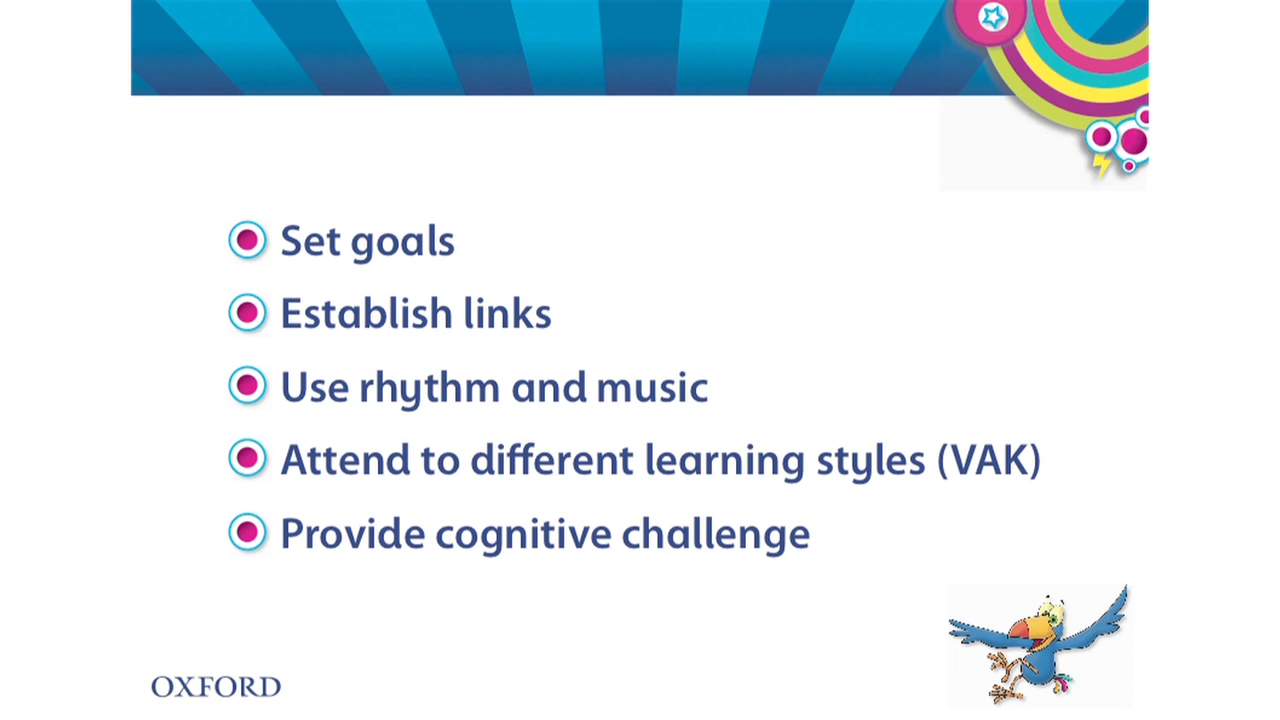 Set goals
Establish links
Use rhythm and music
Attend to different learning styles (VAK)
Provide cognitive challenge
OXFORD